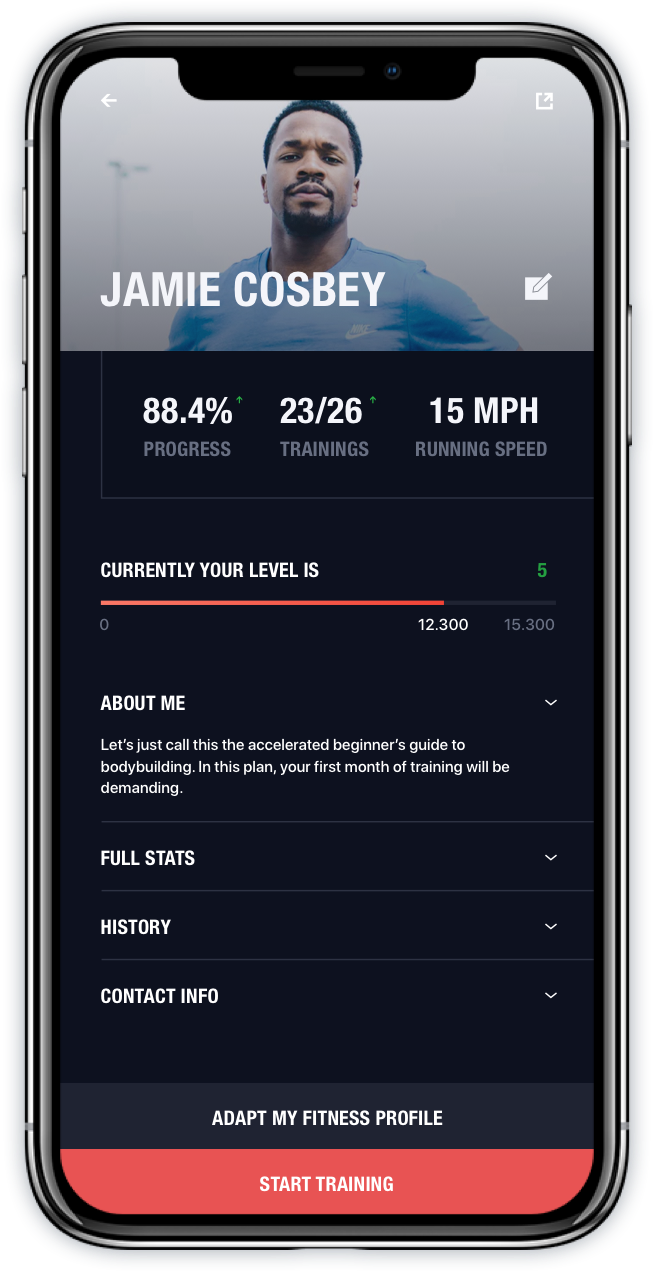 JAMIE COSBEY
NIKE
88.4% ↑ 23/26 ↑ 15 MPH
PROGRESS TRAININGS RUNNING SPEED
CURRENTLY YOUR LEVEL IS 5
0 12.300 15.300
ABOUT ME
Let’s just call this the accelerated beginner’s guide to
bodybuilding. In this plan, your first month of training will be
demanding.
FULL STATS
HISTORY
CONTACT INFO
ADAPT MY FITNESS PROFILE
START TRAINING